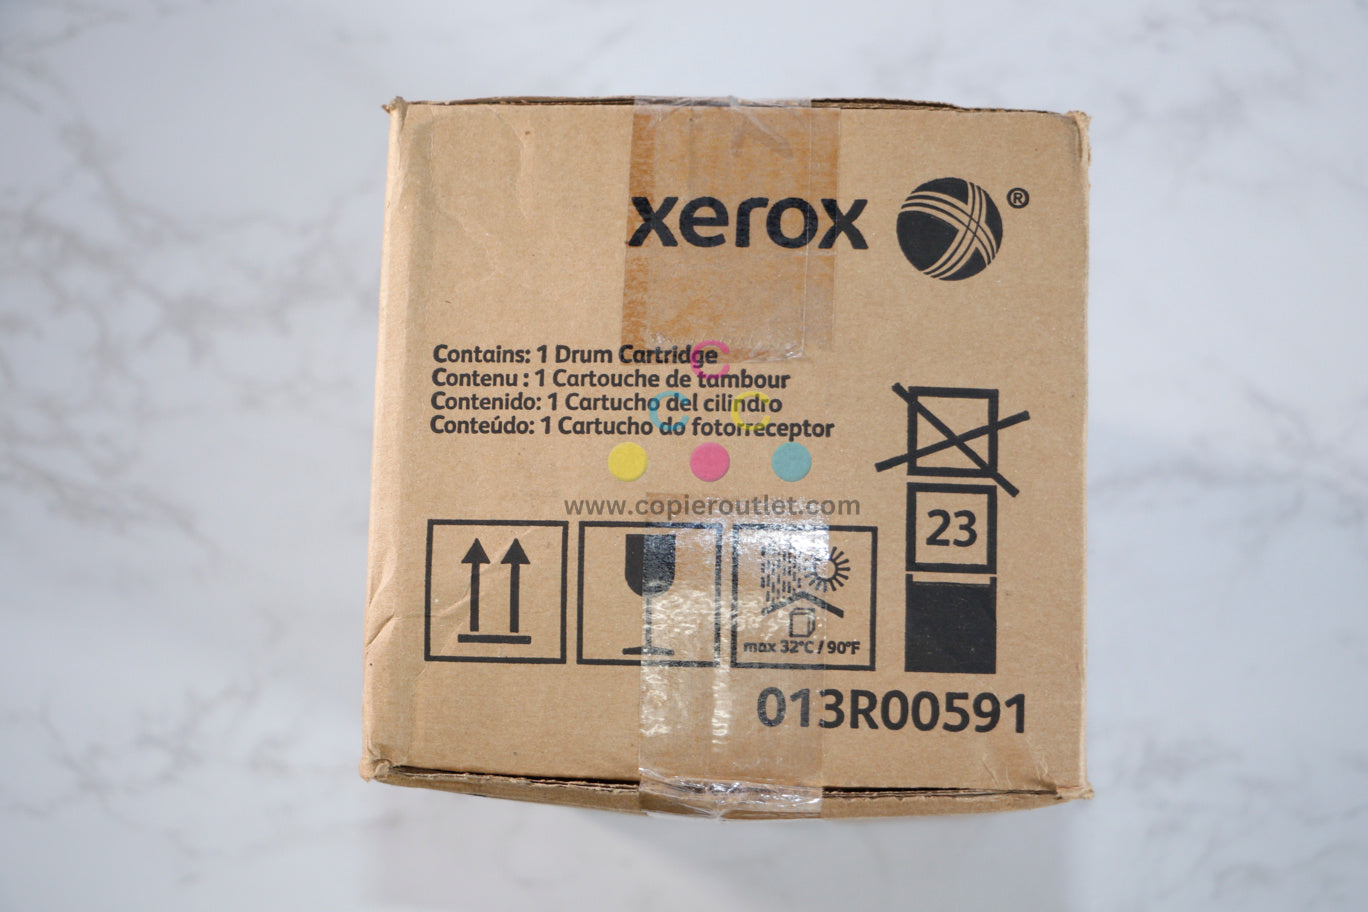 xerox ®
Contains: 1 Drum Cartridge
Contenu : 1 Cartouche de tambour
Contenido: 1 Cartucho del cilindro
Conteúdo: 1 Cartucho do fotorreceptor
C
C C
www.copieroutlet.com
23
max 32°C / 90°F
013R00591